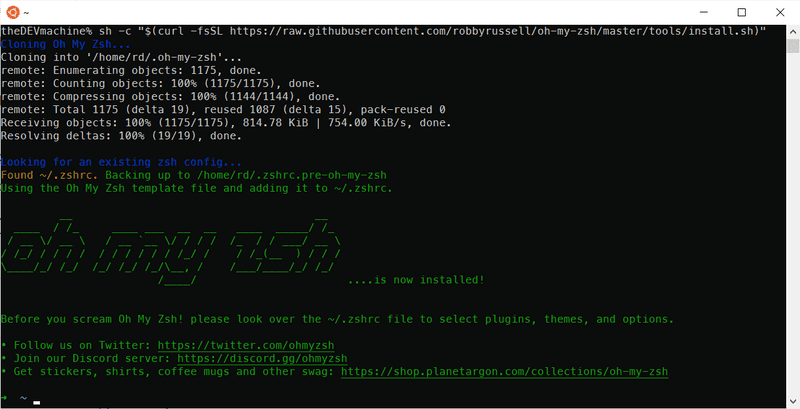 ~
theDEVmachine% sh -c "$(curl -fsSL https://raw.githubusercontent.com/robbyrussell/oh-my-zsh/master/tools/install.sh)"
Cloning Oh My Zsh...
Cloning into '/home/rd/.oh-my-zsh'...
remote: Enumerating objects: 1175, done.
remote: Counting objects: 100% (1175/1175), done.
remote: Compressing objects: 100% (1144/1144), done.
remote: Total 1175 (delta 19), reused 1087 (delta 15), pack-reused 0
Receiving objects: 100% (1175/1175), 814.78 KiB | 754.00 KiB/s, done.
Resolving deltas: 100% (19/19), done.
Looking for an existing zsh config...
Found ~/.zshrc. Backing up to /home/rd/.zshrc.pre-oh-my-zsh
Using the Oh My Zsh template file and adding it to ~/.zshrc.
oh my zsh
....is now installed!
Before you scream Oh My Zsh! please look over the ~/.zshrc file to select plugins, themes, and options.
• Follow us on Twitter: https://twitter.com/ohmyzsh
• Join our Discord server: https://discord.gg/ohmyzsh
• Get stickers, shirts, coffee mugs and other swag: https://shop.planetargon.com/collections/oh-my-zsh
➜ ~